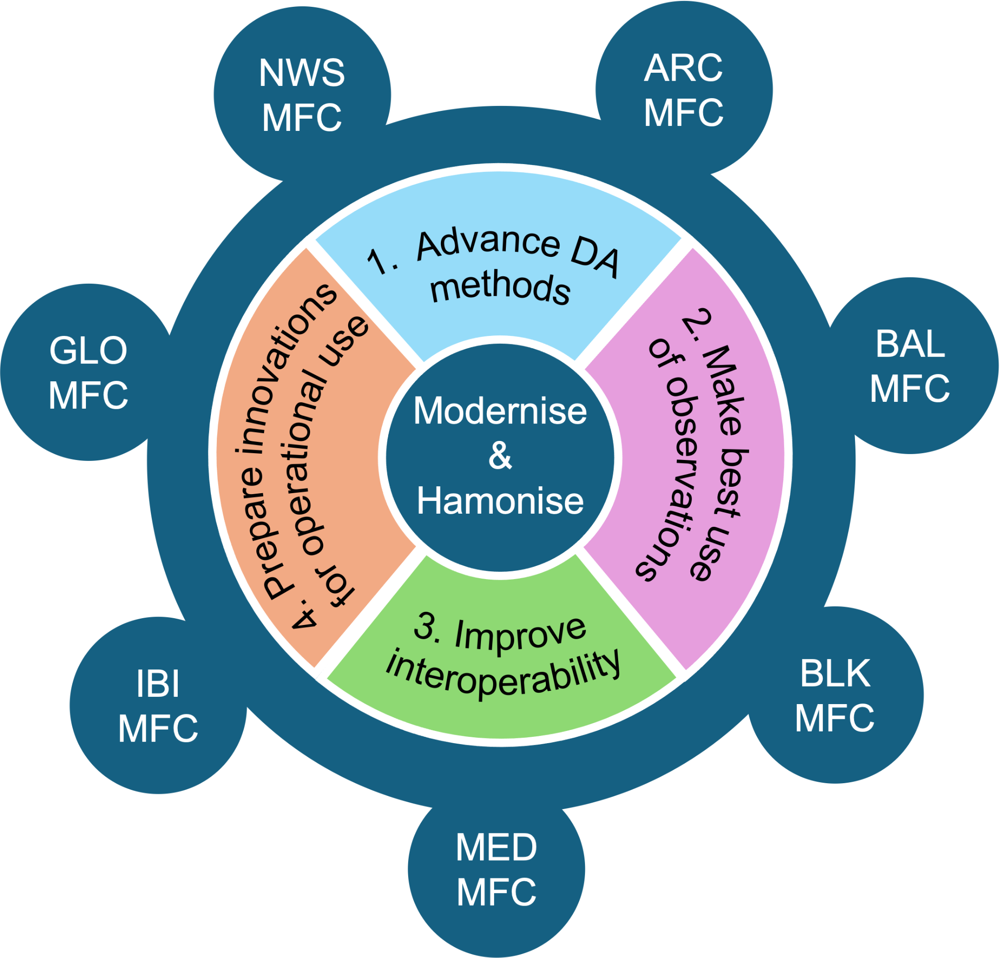 NWS
MFC
ARC
MFC
GLO
MFC
BAL
MFC
1. Advance DA
methods
2. Make best use
of observations
3. Improve
interoperability
4. Prepare innovations
for operational use
Modernise
&
Hamonise
IBI
MFC
BLK
MFC
MED
MFC